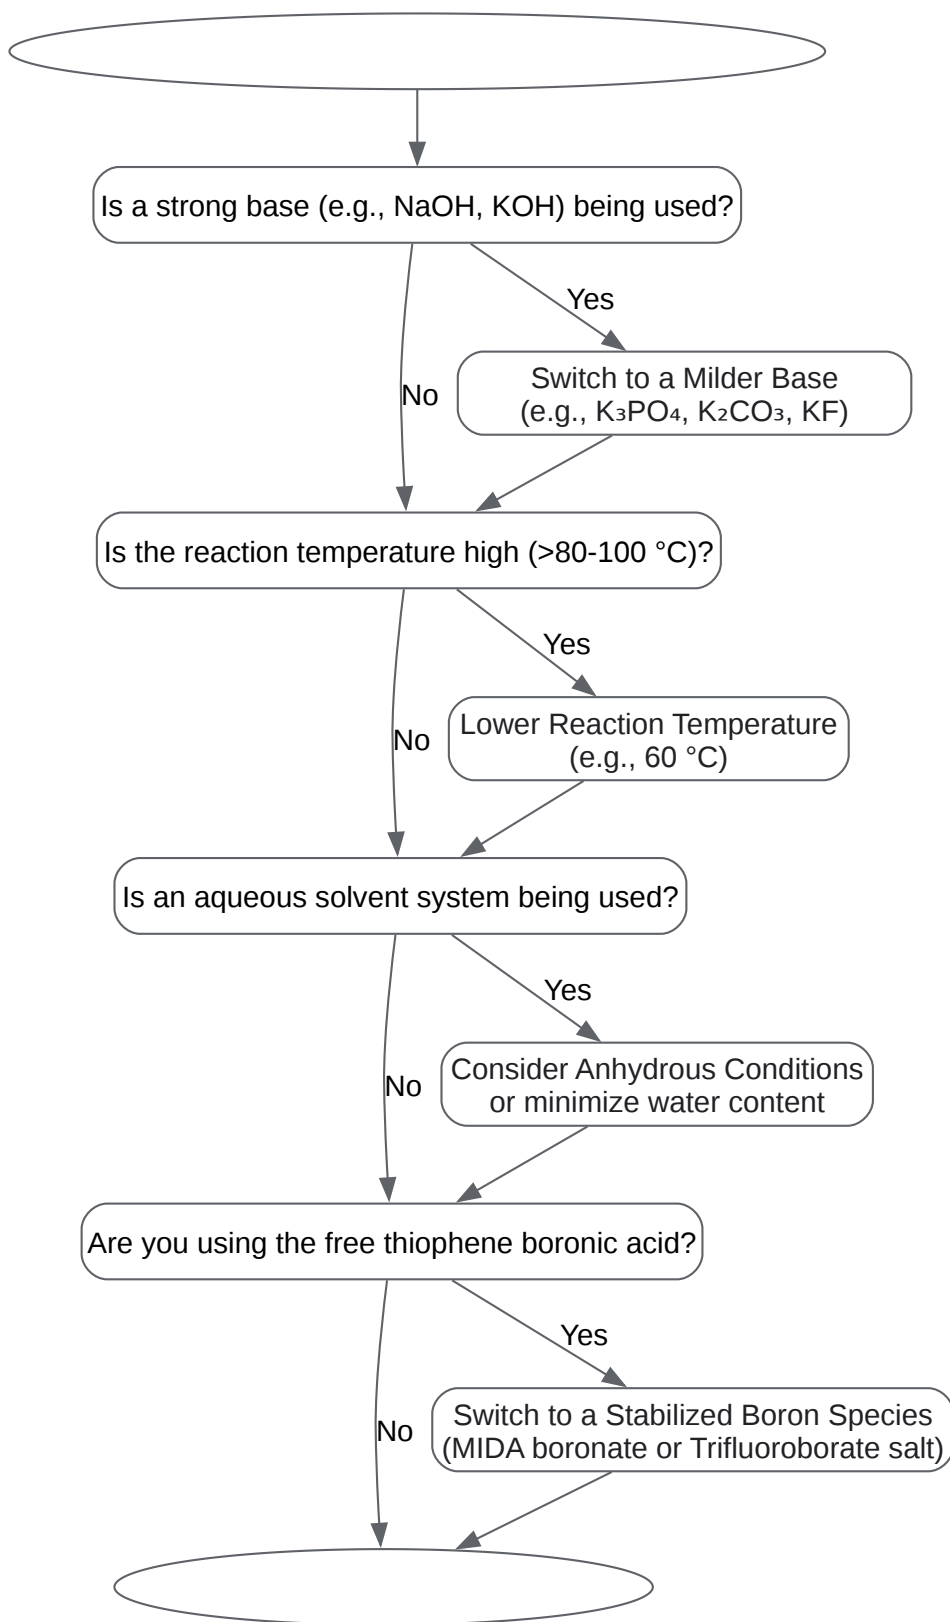 Is a strong base (e.g., NaOH, KOH) being used?
Yes
Switch to a Milder Base
(e.g., K₃PO₄, K₂CO₃, KF)
No
Is the reaction temperature high (>80-100 °C)?
Yes
Lower Reaction Temperature
(e.g., 60 °C)
No
Is an aqueous solvent system being used?
Yes
Consider Anhydrous Conditions
or minimize water content
No
Are you using the free thiophene boronic acid?
Yes
Switch to a Stabilized Boron Species
(MIDA boronate or Trifluoroborate salt)
No